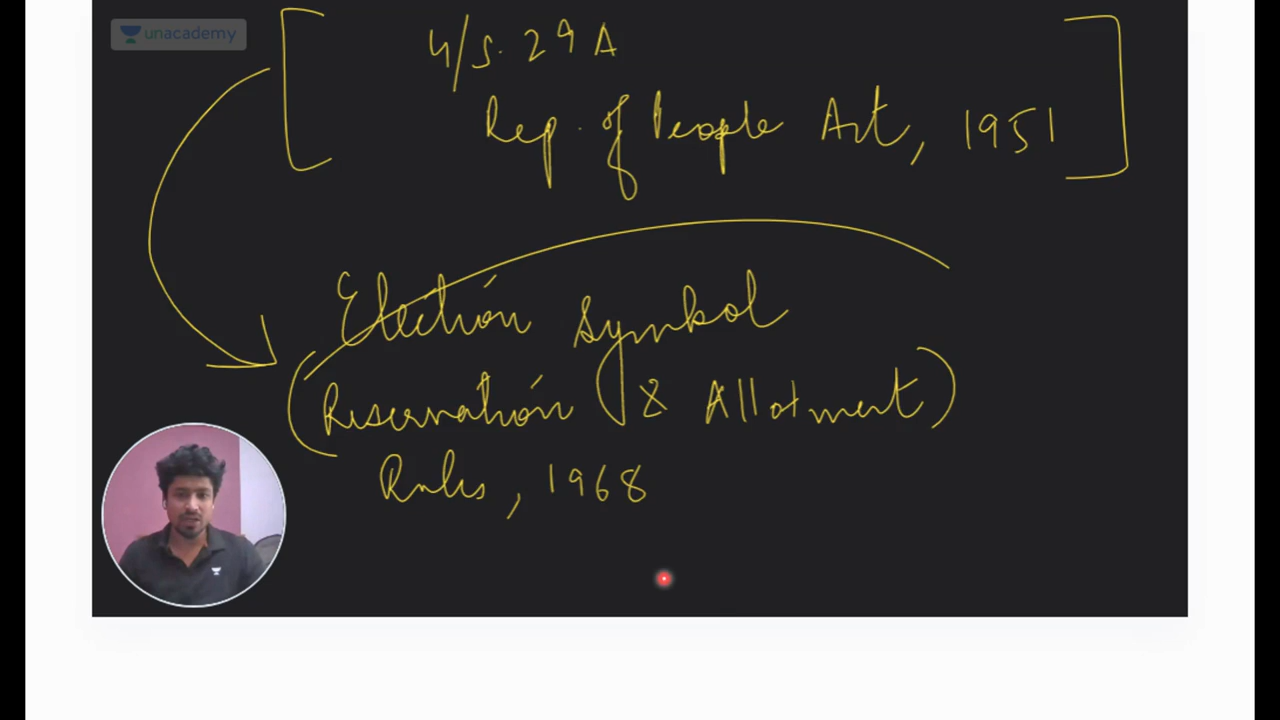 unacademy
u/s. 29A
Rep. of People Act, 1951
Election Symbol
(Reservation & Allotment)
Rules, 1968